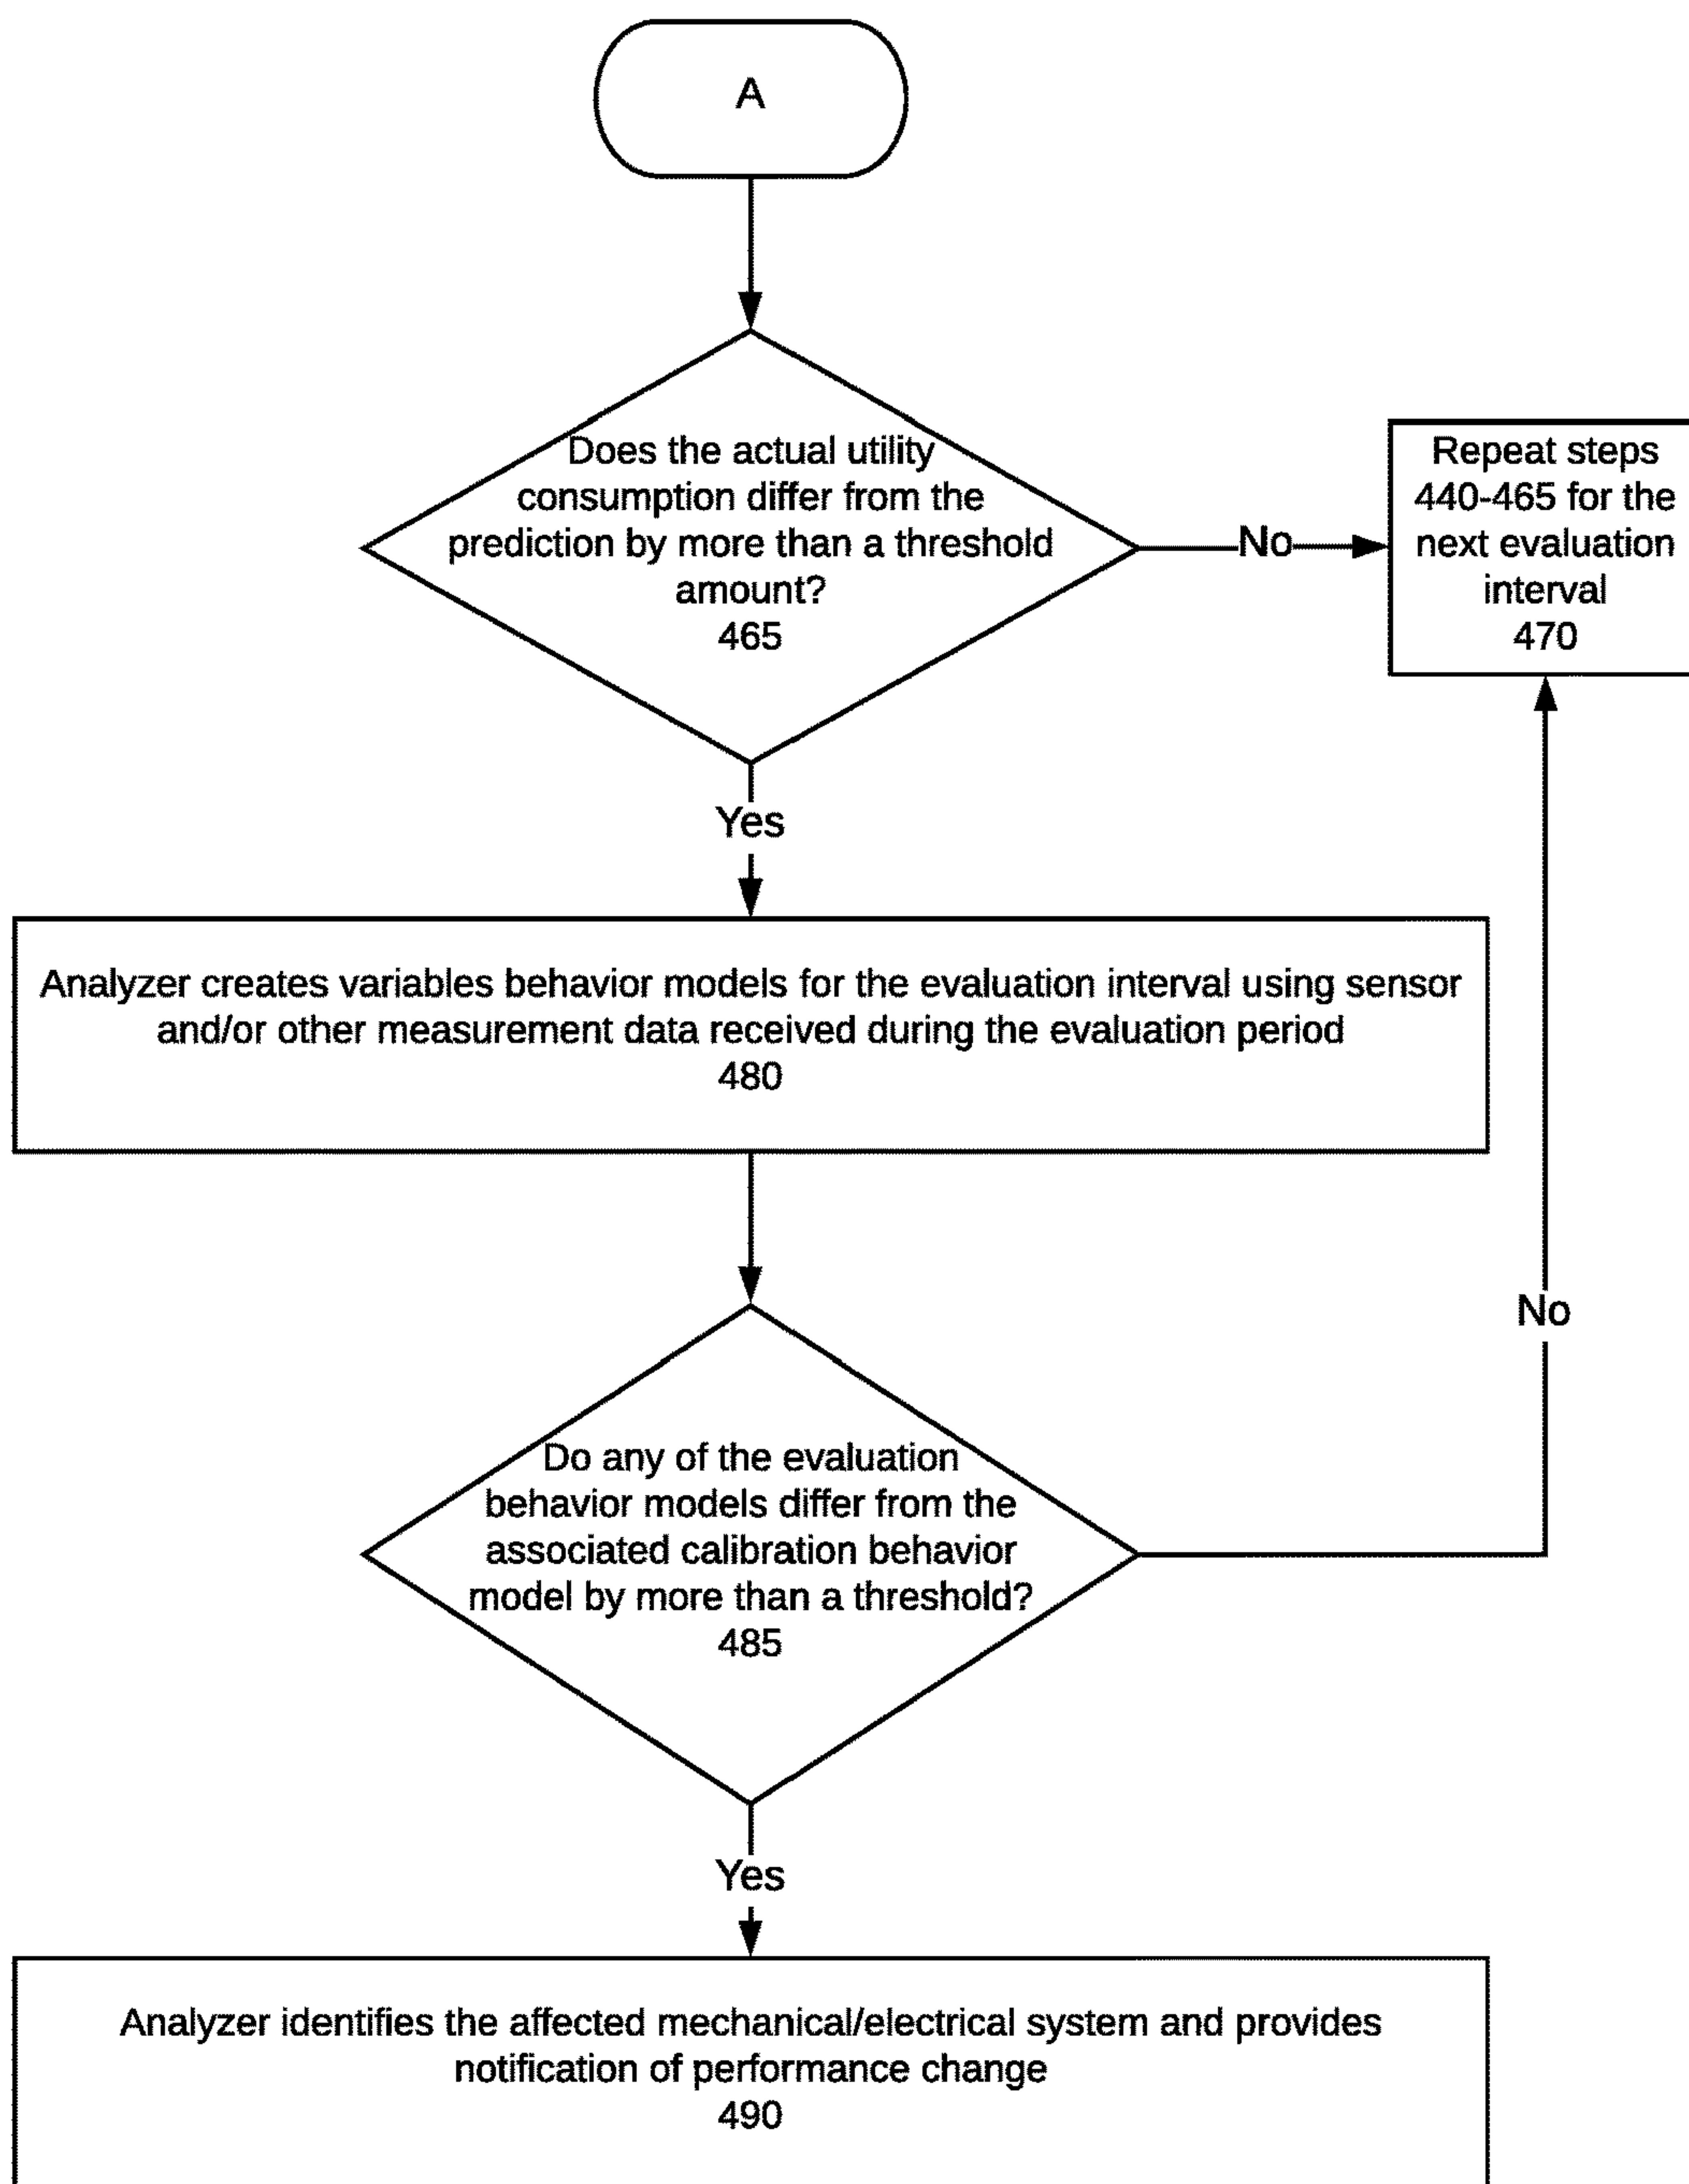 A
Does the actual utility
consumption differ from the
prediction by more than a threshold
amount?
465
No
Repeat steps
440-465 for the
next evaluation
interval
470
Yes
Analyzer creates variables behavior models for the evaluation interval using sensor
and/or other measurement data received during the evaluation period
480
No
Do any of the evaluation
behavior models differ from the
associated calibration behavior
model by more than a threshold?
485
Yes
Analyzer identifies the affected mechanical/electrical system and provides
notification of performance change
490